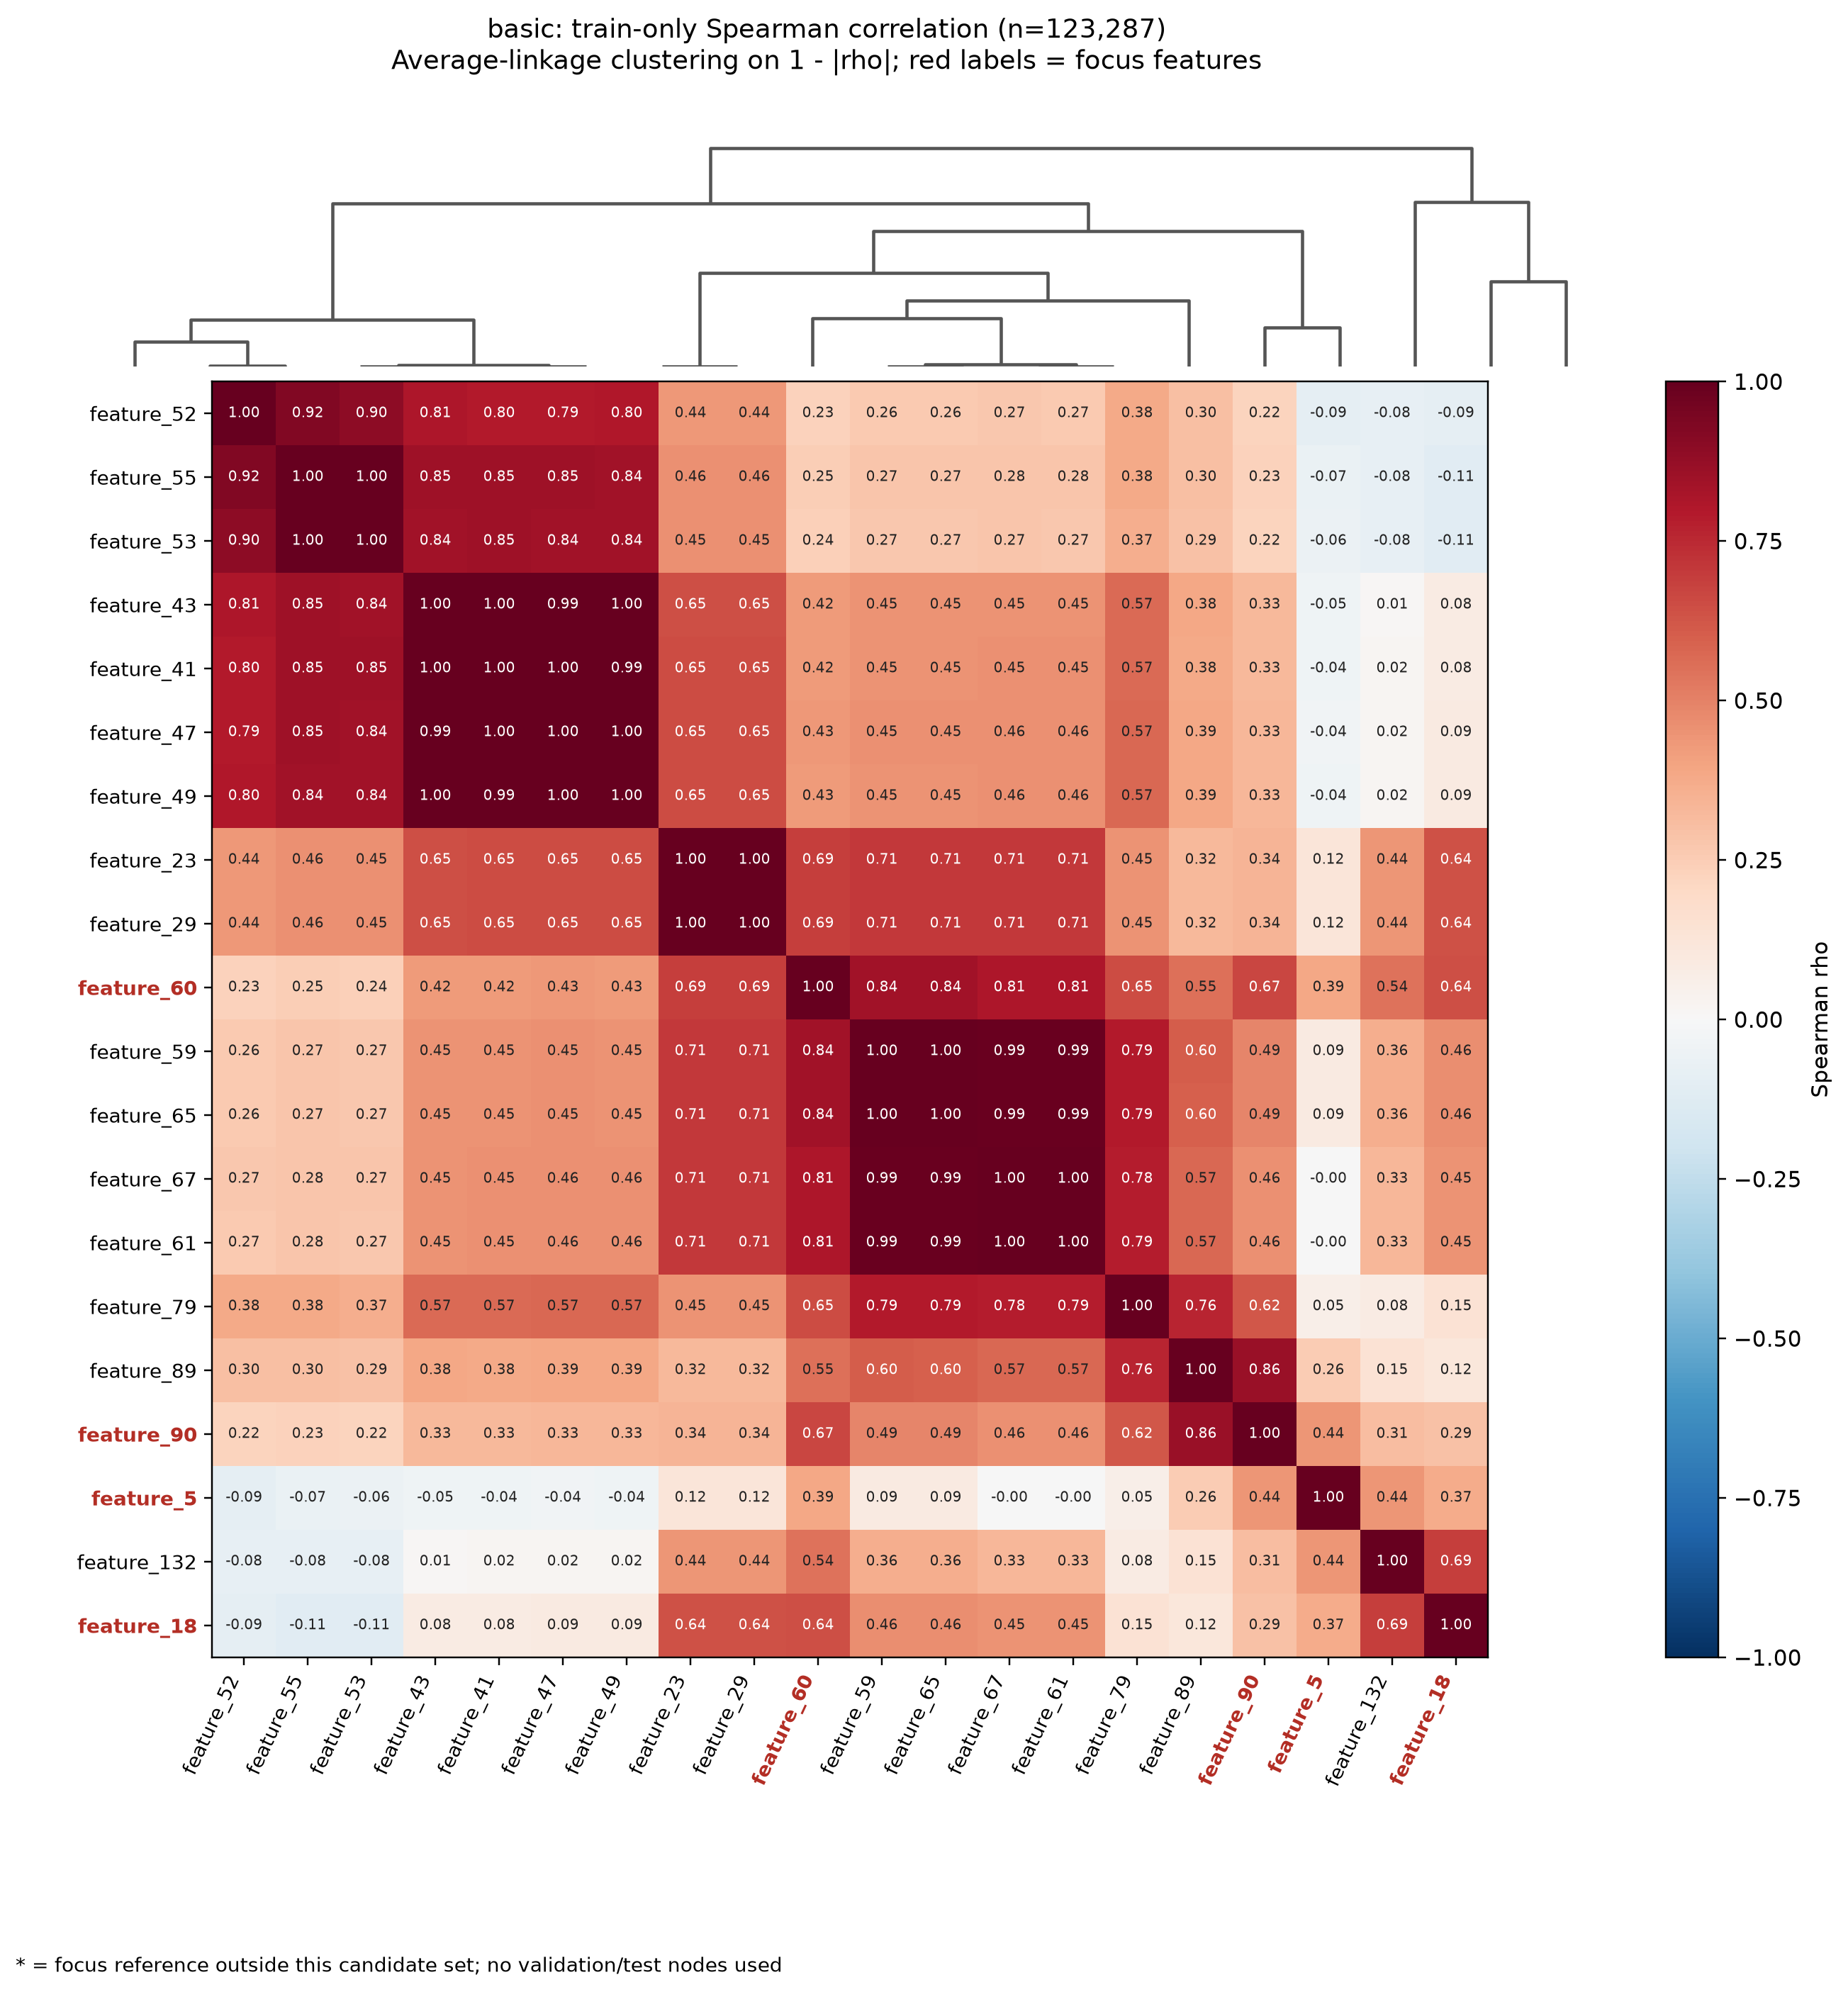 basic: train-only Spearman correlation (n=123,287)
Average-linkage clustering on 1 - |rho|; red labels = focus features
feature_52 1.00 0.92 0.90 0.81 0.80 0.79 0.80 0.44 0.44 0.23 0.26 0.26 0.27 0.27 0.38 0.30 0.22 -0.09 -0.08 -0.09
feature_55 0.92 1.00 1.00 0.85 0.85 0.85 0.84 0.46 0.46 0.25 0.27 0.27 0.28 0.28 0.38 0.30 0.23 -0.07 -0.08 -0.11
feature_53 0.90 1.00 1.00 0.84 0.85 0.84 0.84 0.45 0.45 0.24 0.27 0.27 0.27 0.27 0.37 0.29 0.22 -0.06 -0.08 -0.11
feature_43 0.81 0.85 0.84 1.00 1.00 0.99 1.00 0.65 0.65 0.42 0.45 0.45 0.45 0.45 0.57 0.38 0.33 -0.05 0.01 0.08
feature_41 0.80 0.85 0.85 1.00 1.00 1.00 0.99 0.65 0.65 0.42 0.45 0.45 0.45 0.45 0.57 0.38 0.33 -0.04 0.02 0.08
feature_47 0.79 0.85 0.84 0.99 1.00 1.00 1.00 0.65 0.65 0.43 0.45 0.45 0.46 0.46 0.57 0.39 0.33 -0.04 0.02 0.09
feature_49 0.80 0.84 0.84 1.00 0.99 1.00 1.00 0.65 0.65 0.43 0.45 0.45 0.46 0.46 0.57 0.39 0.33 -0.04 0.02 0.09
feature_23 0.44 0.46 0.45 0.65 0.65 0.65 0.65 1.00 1.00 0.69 0.71 0.71 0.71 0.71 0.45 0.32 0.34 0.12 0.44 0.64
feature_29 0.44 0.46 0.45 0.65 0.65 0.65 0.65 1.00 1.00 0.69 0.71 0.71 0.71 0.71 0.45 0.32 0.34 0.12 0.44 0.64
feature_60 0.23 0.25 0.24 0.42 0.42 0.43 0.43 0.69 0.69 1.00 0.84 0.84 0.81 0.81 0.65 0.55 0.67 0.39 0.54 0.64
feature_59 0.26 0.27 0.27 0.45 0.45 0.45 0.45 0.71 0.71 0.84 1.00 1.00 0.99 0.99 0.79 0.60 0.49 0.09 0.36 0.46
feature_65 0.26 0.27 0.27 0.45 0.45 0.45 0.45 0.71 0.71 0.84 1.00 1.00 0.99 0.99 0.79 0.60 0.49 0.09 0.36 0.46
feature_67 0.27 0.28 0.27 0.45 0.45 0.46 0.46 0.71 0.71 0.81 0.99 0.99 1.00 1.00 0.78 0.57 0.46 -0.00 0.33 0.45
feature_61 0.27 0.28 0.27 0.45 0.45 0.46 0.46 0.71 0.71 0.81 0.99 0.99 1.00 1.00 0.79 0.57 0.46 -0.00 0.33 0.45
feature_79 0.38 0.38 0.37 0.57 0.57 0.57 0.57 0.45 0.45 0.65 0.79 0.79 0.78 0.79 1.00 0.76 0.62 0.05 0.08 0.15
feature_89 0.30 0.30 0.29 0.38 0.38 0.39 0.39 0.32 0.32 0.55 0.60 0.60 0.57 0.57 0.76 1.00 0.86 0.26 0.15 0.12
feature_90 0.22 0.23 0.22 0.33 0.33 0.33 0.33 0.34 0.34 0.67 0.49 0.49 0.46 0.46 0.62 0.86 1.00 0.44 0.31 0.29
feature_5 -0.09 -0.07 -0.06 -0.05 -0.04 -0.04 -0.04 0.12 0.12 0.39 0.09 0.09 -0.00 -0.00 0.05 0.26 0.44 1.00 0.44 0.37
feature_132 -0.08 -0.08 -0.08 0.01 0.02 0.02 0.02 0.44 0.44 0.54 0.36 0.36 0.33 0.33 0.08 0.15 0.31 0.44 1.00 0.69
feature_18 -0.09 -0.11 -0.11 0.08 0.08 0.09 0.09 0.64 0.64 0.64 0.46 0.46 0.45 0.45 0.15 0.12 0.29 0.37 0.69 1.00
feature_52 feature_55 feature_53 feature_43 feature_41 feature_47 feature_49 feature_23 feature_29 feature_60 feature_59 feature_65 feature_67 feature_61 feature_79 feature_89 feature_90 feature_5 feature_132 feature_18
1.00
0.75
0.50
0.25
0.00
−0.25
−0.50
−0.75
−1.00
Spearman rho
* = focus reference outside this candidate set; no validation/test nodes used